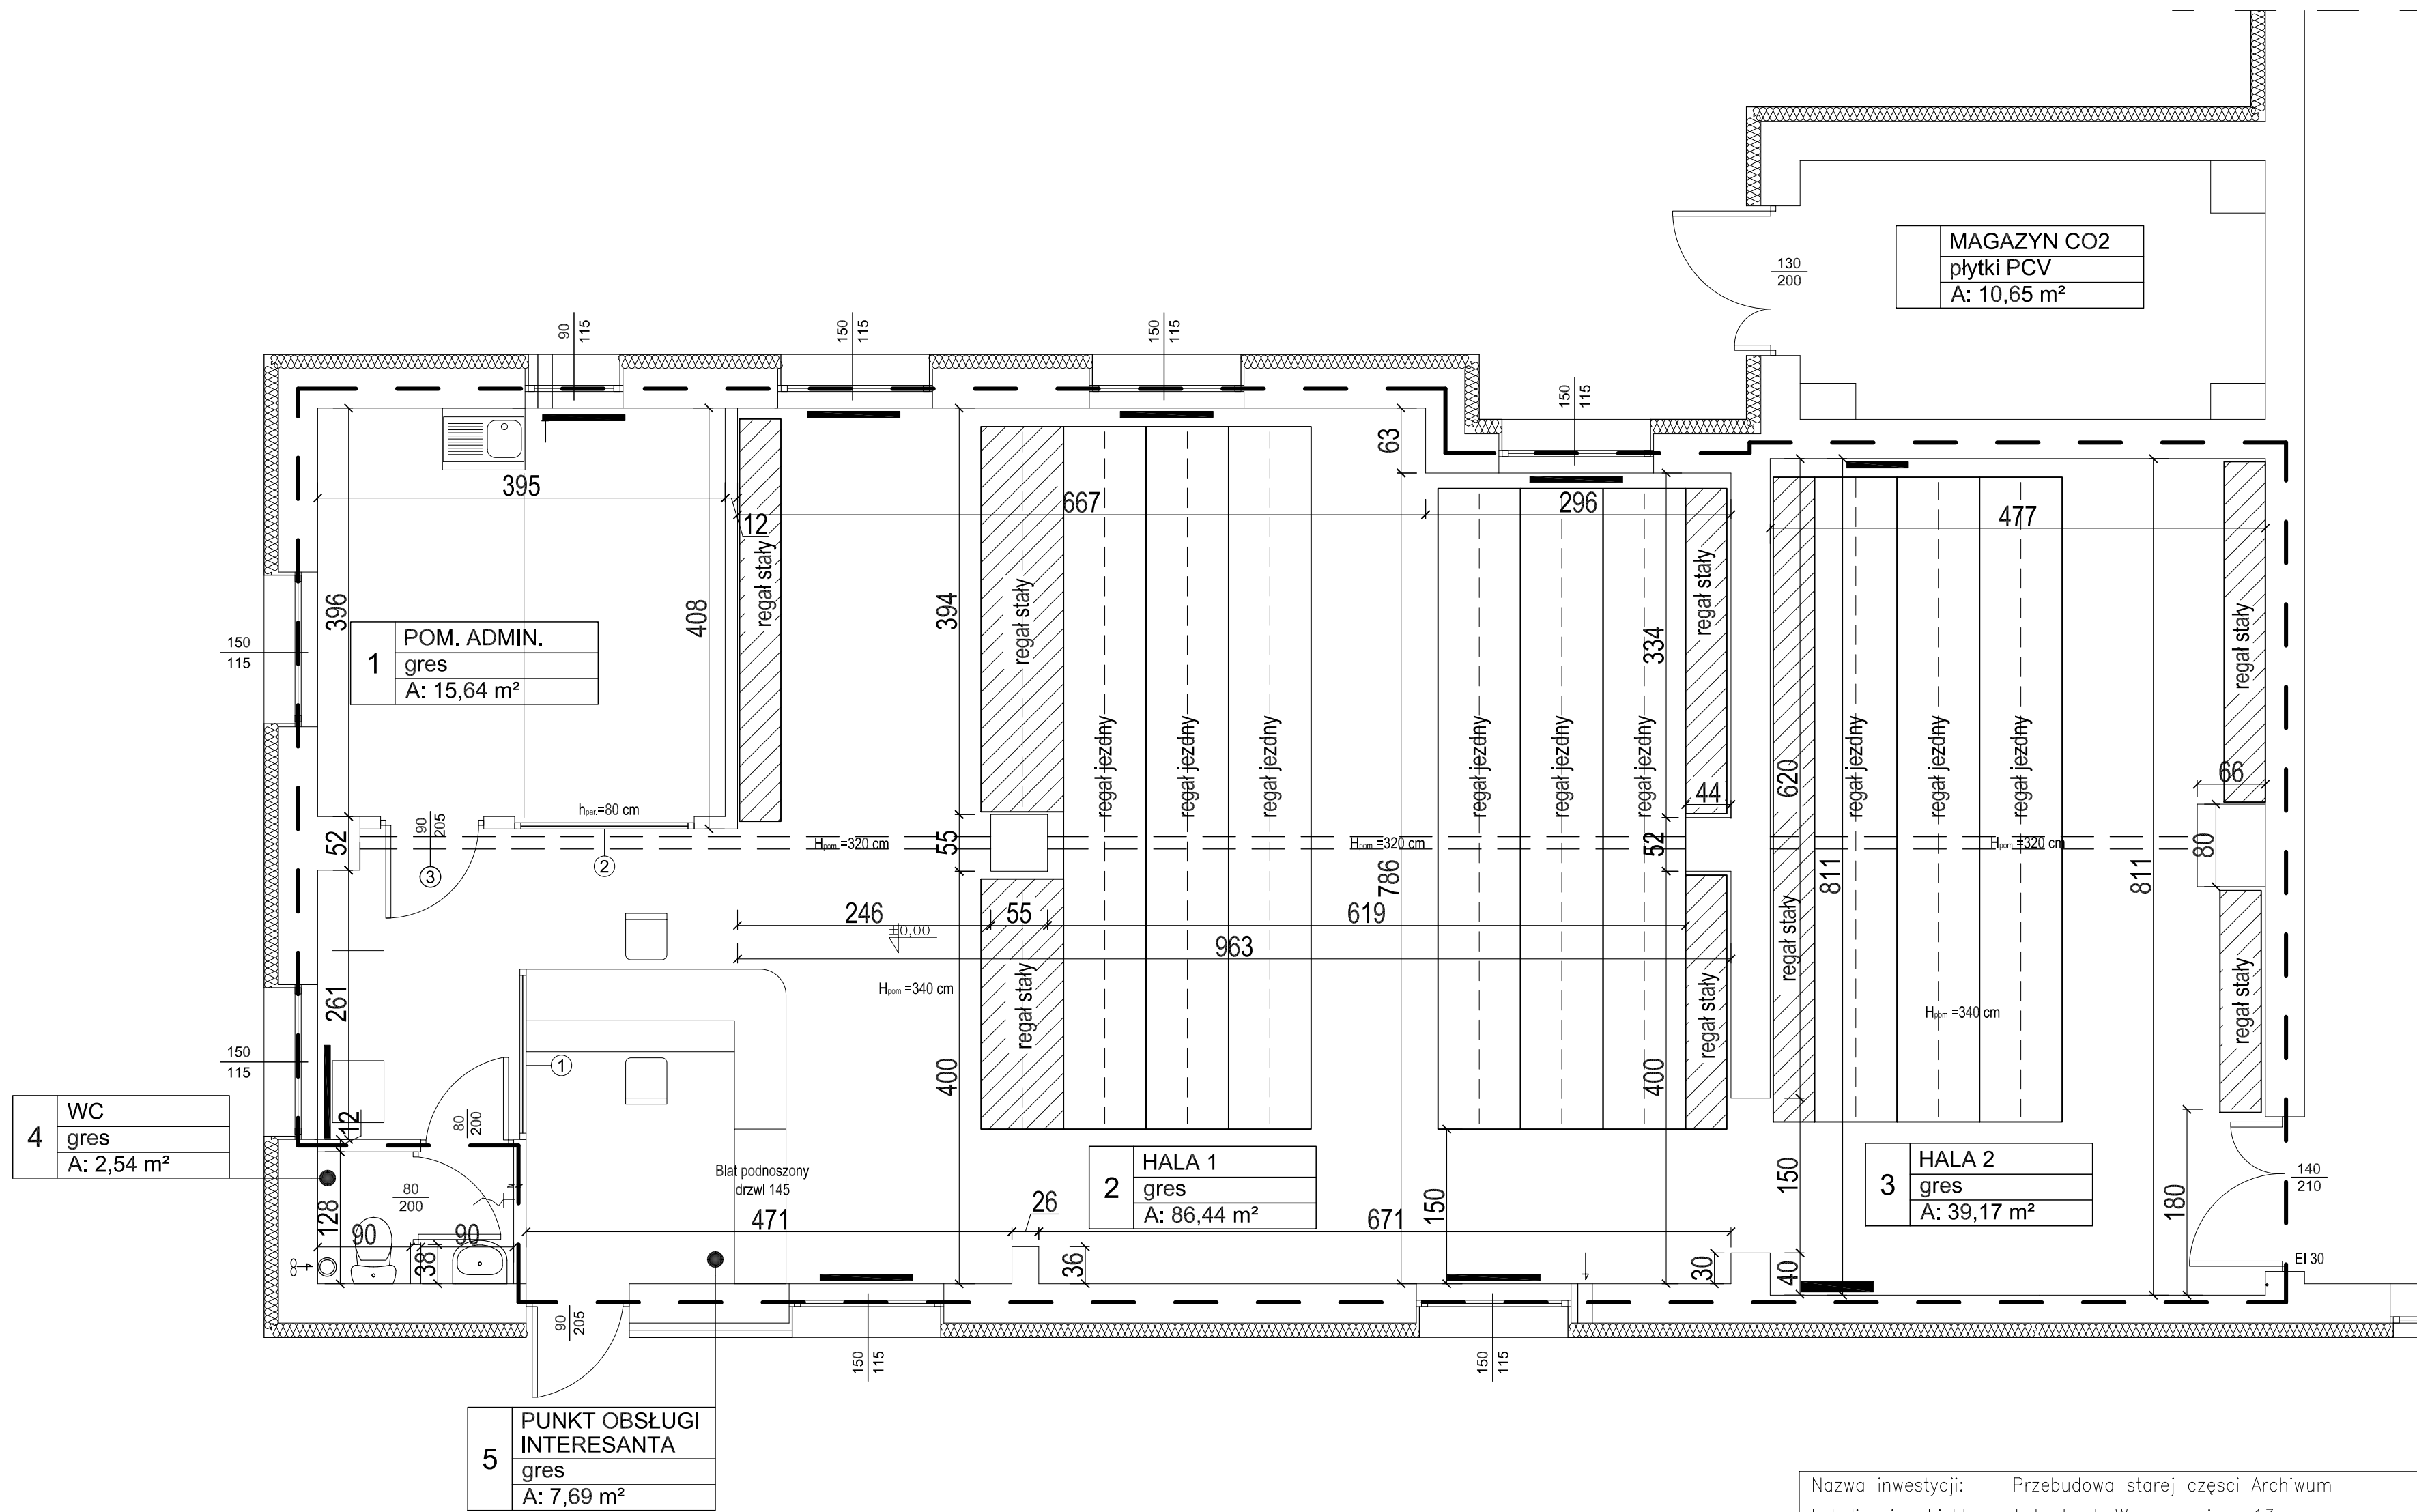 MAGAZYN CO2
płytki PCV
A: 10,65 m²
130
200
90
115
150
115
150
115
150
115
395
12
667
296
477
63
396
408
394
334
620
811
811
786
1
POM. ADMIN.
gres
A: 15,64 m²
150
115
regał stały
regał stały
regał jezdny
regał jezdny
regał jezdny
regał jezdny
regał jezdny
regał jezdny
regał stały
regał jezdny
regał jezdny
regał jezdny
regał stały
66
44
80
hpar.=80 cm
52
90
205
3
2
Hpom.=320 cm
55
Hpom.=320 cm
52
Hpom.=320 cm
246
55
619
±0,00
963
Hpom =340 cm
Hpom =340 cm
regał stały
regał stały
regał stały
regał stały
261
400
400
150
115
1
12
80
200
4
WC
gres
A: 2,54 m²
80
200
128
90
90
38
8
Blat podnoszony
drzwi 145
2
HALA 1
gres
A: 86,44 m²
3
HALA 2
gres
A: 39,17 m²
471
26
36
671
150
150
30
40
180
140
210
EI 30
90
205
150
115
150
115
5
PUNKT OBSŁUGI
INTERESANTA
gres
A: 7,69 m²
Nazwa inwestycji: Przebudowa starej częsci Archiwum